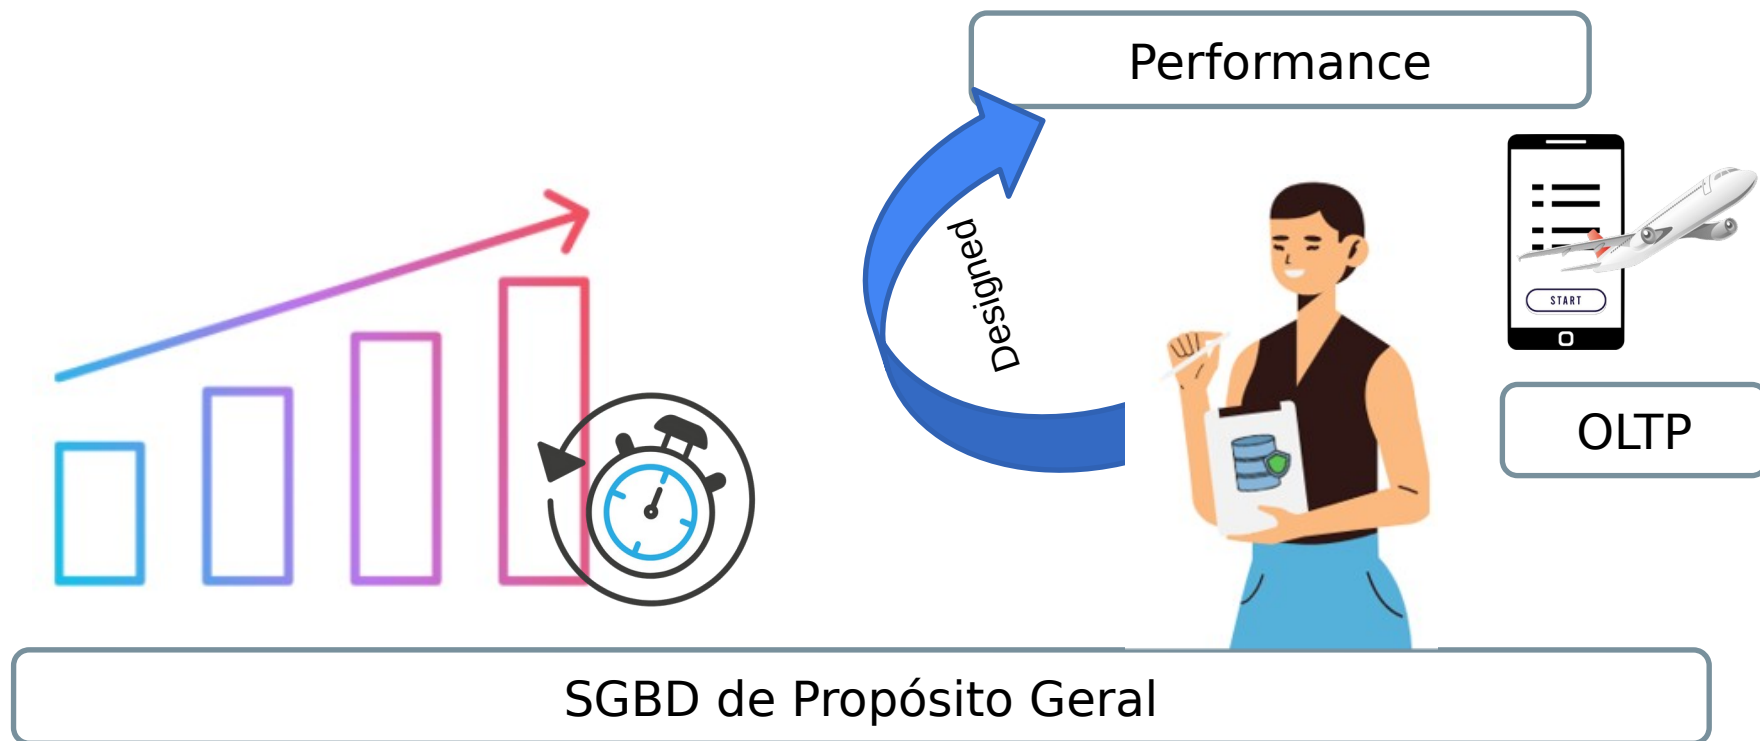 Performance
Designed
START
OLTP
SGBD de Propósito Geral